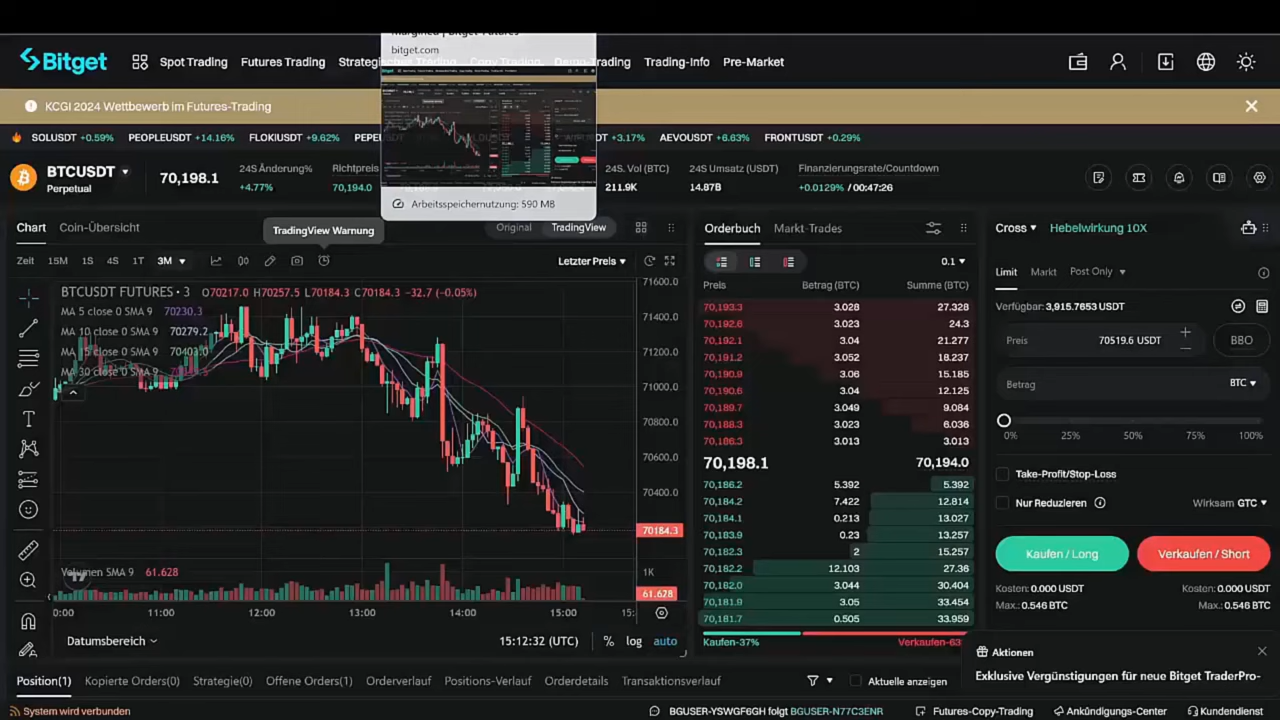 Margined | Bitget Futures
bitget.com
Arbeitsspeichernutzung: 590 MB
Bitget
Spot Trading
Futures Trading
Trading-Info
Pre-Market
KCGI 2024 Wettbewerb im Futures-Trading
SOLUSDT +0.59% PEOPLEUSDT +14.16% FLOKIUSDT +9.62% +3.17% AEVOUSDT +6.63% FRONTUSDT +0.29%
BTCUSDT
Perpetual
70,198.1
24S Änderung%
+4.77%
Richtpreis
70,194.0
24S. Vol (BTC)
211.9K
24S Umsatz (USDT)
14.87B
Finanzierungsrate/Countdown
+0.0129% / 00:47:26
Chart
Coin-Übersicht
TradingView Warnung
Original
TradingView
Zeit 15M 1S 4S 1T 3M
Letzter Preis
BTCUSDT FUTURES • 3 O70217.0 H70257.5 L70184.3 C70184.3 −32.7 (−0.05%)
MA 5 close 0 SMA 9 70230.3
MA 10 close 0 SMA 9 70279.2
MA 15 close 0 SMA 9
MA 30 close 0 SMA 9
71600.0
71400.0
71200.0
71000.0
70800.0
70600.0
70400.0
70184.3
Volumen SMA 9 61.628
1K
61.628
0:00 11:00 12:00 13:00 14:00 15:00 15:
Datumsbereich
15:12:32 (UTC) % log auto
Orderbuch
Markt-Trades
0.1
Preis Betrag (BTC) Summe (BTC)
70,193.3 3.028 27.328
70,192.6 3.023 24.3
70,192.1 3.04 21.277
70,191.2 3.052 18.237
70,190.9 3.06 15.185
70,190.6 3.04 12.125
70,189.7 3.049 9.084
70,188.3 3.023 6.036
70,186.3 3.013 3.013
70,198.1 70,194.0
70,186.2 5.392 5.392
70,184.2 7.422 12.814
70,184.1 0.213 13.027
70,183.9 0.23 13.257
70,182.3 2 15.257
70,182.2 12.103 27.36
70,182.0 3.044 30.404
70,181.9 3.05 33.454
70,181.7 0.505 33.959
Kaufen-37% Verkaufen-63
Cross
Hebelwirkung 10X
Limit Markt Post Only
Verfügbar: 3,915.7653 USDT
Preis 70519.6 USDT
BBO
Betrag BTC
0% 25% 50% 75% 100%
Take-Profit/Stop-Loss
Nur Reduzieren Wirksam GTC
Kaufen / Long
Verkaufen / Short
Kosten: 0.000 USDT Kosten: 0.000 USDT
Max.: 0.546 BTC Max.: 0.546 BTC
Aktionen
Exklusive Vergünstigungen für neue Bitget TraderPro-
Position(1) Kopierte Orders(0) Strategie(0) Offene Orders(1) Orderverlauf Positions-Verlauf Orderdetails Transaktionsverlauf
Aktuelle anzeigen
System wird verbunden
BGUSER-YSWGF6GH folgt BGUSER-N77C3ENR
Futures-Copy-Trading
Ankündigungs-Center
Kundendienst